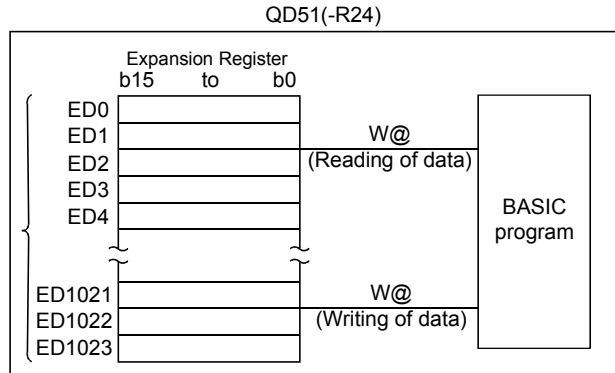 QD51(-R24)
Expansion Register
b15 to b0
ED0
ED1
ED2
ED3
ED4
W@
(Reading of data)
BASIC
program
ED1021
ED1022
ED1023
W@
(Writing of data)